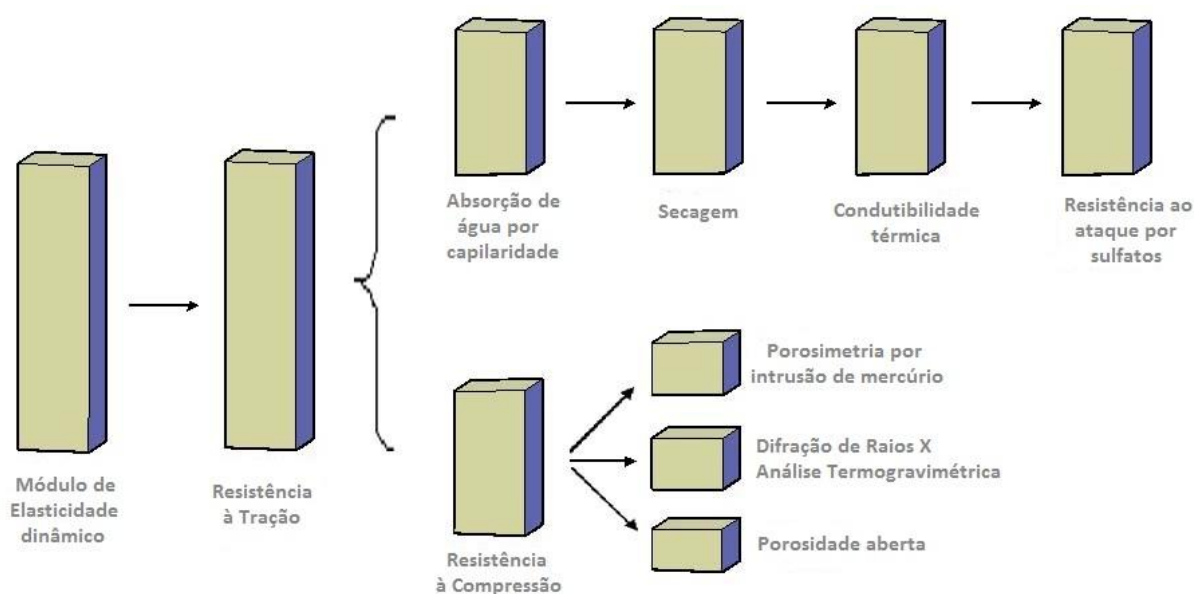 Módulo de
Elasticidade
dinâmico
Resistência
à Tração
Absorção de
água por
capilaridade
Secagem
Condutibilidade
térmica
Resistência ao
ataque por
sulfatos
Resistência
à Compressão
Porosimetria por
intrusão de mercúrio
Difração de Raios X
Análise Termogravimétrica
Porosidade aberta